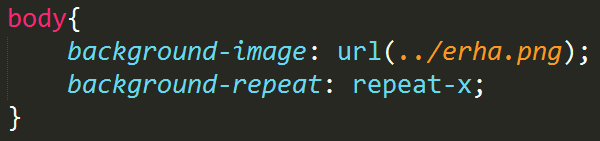 body{
    background-image: url(../erha.png);
    background-repeat: repeat-x;
}